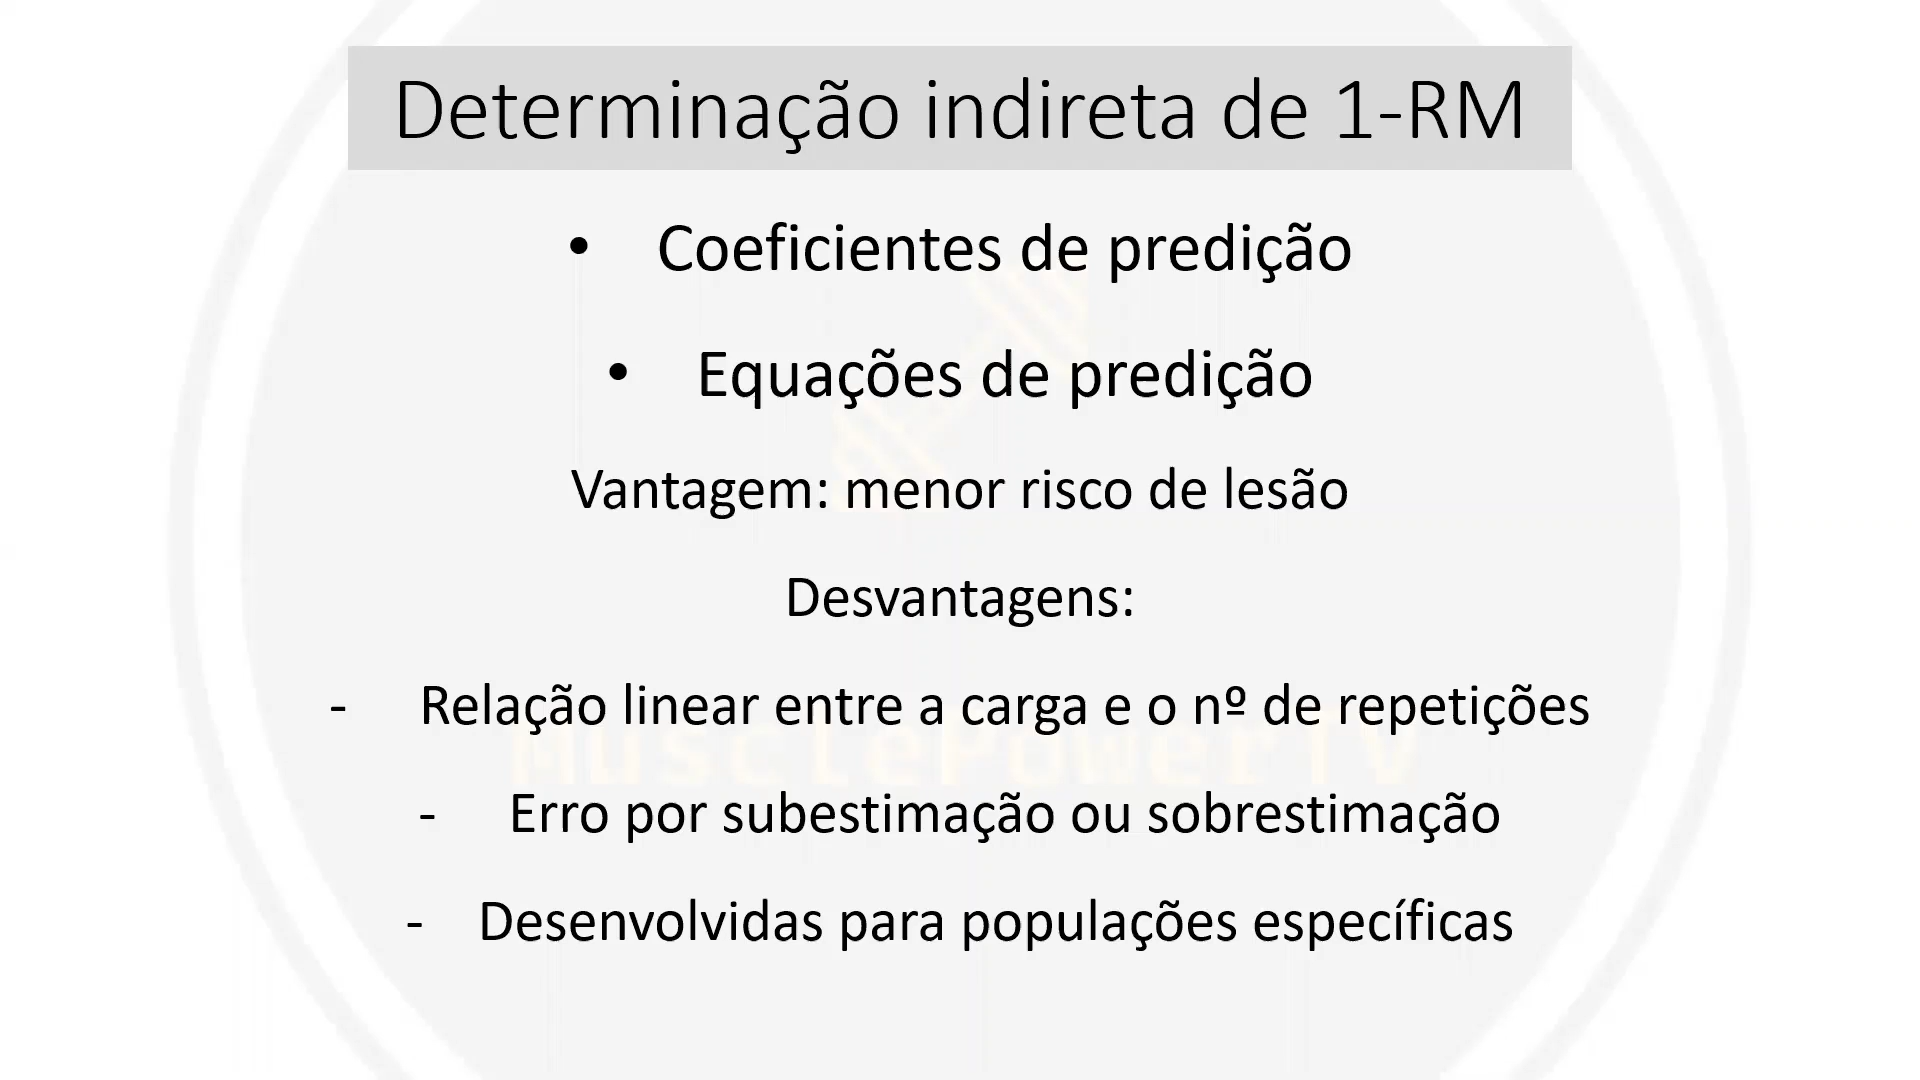 Determinação indireta de 1-RM
• Coeficientes de predição
• Equações de predição
Vantagem: menor risco de lesão
Desvantagens:
- Relação linear entre a carga e o nº de repetições
MusclePowerTV
- Erro por subestimação ou sobrestimação
- Desenvolvidas para populações específicas